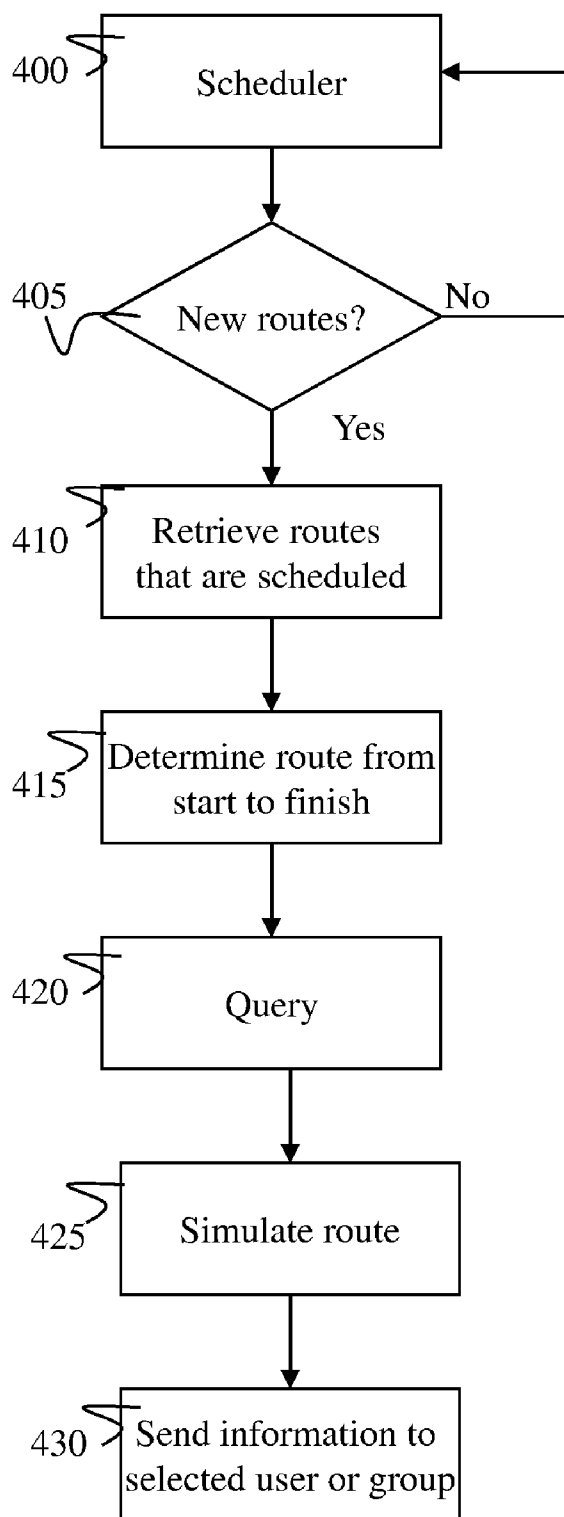 400
Scheduler
405
New routes?
No
Yes
410
Retrieve routes
that are scheduled
415
Determine route from
start to finish
420
Query
425
Simulate route
430
Send information to
selected user or group